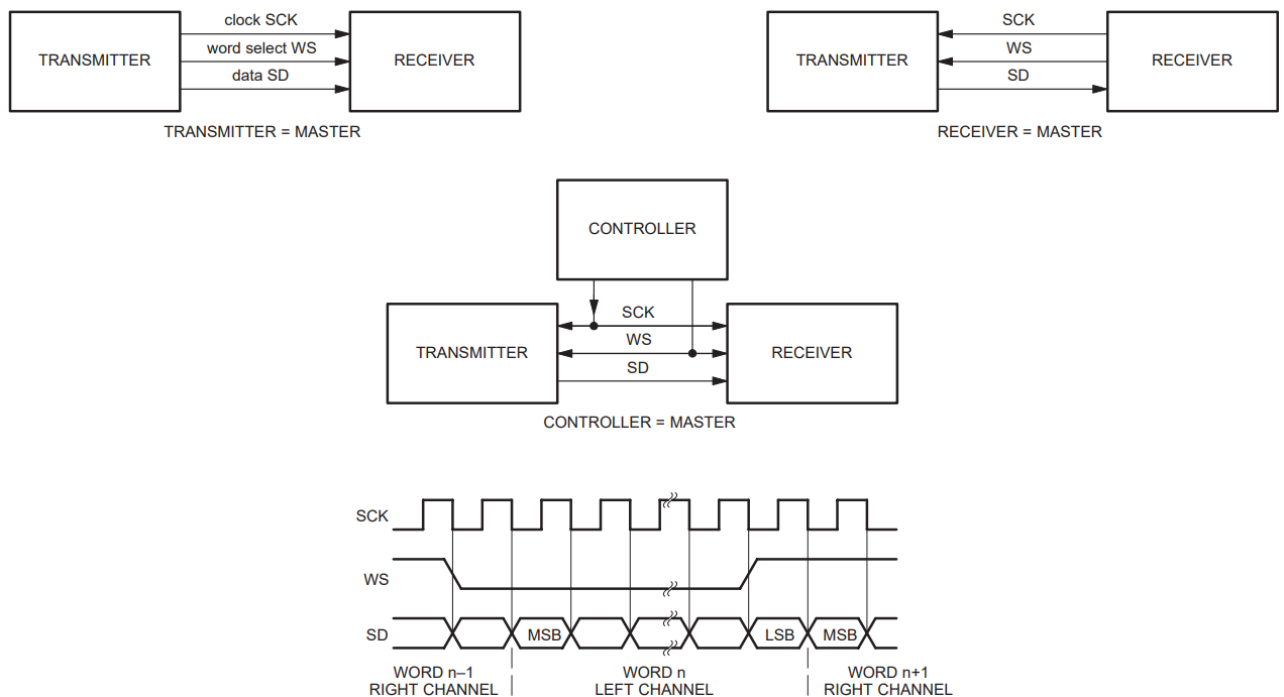 clock SCK
word select WS
data SD
TRANSMITTER
RECEIVER
TRANSMITTER = MASTER
SCK
WS
SD
TRANSMITTER
RECEIVER
RECEIVER = MASTER
CONTROLLER
SCK
WS
SD
TRANSMITTER
RECEIVER
CONTROLLER = MASTER
SCK
WS
SD
MSB
LSB
MSB
WORD n–1
RIGHT CHANNEL
WORD n
LEFT CHANNEL
WORD n+1
RIGHT CHANNEL